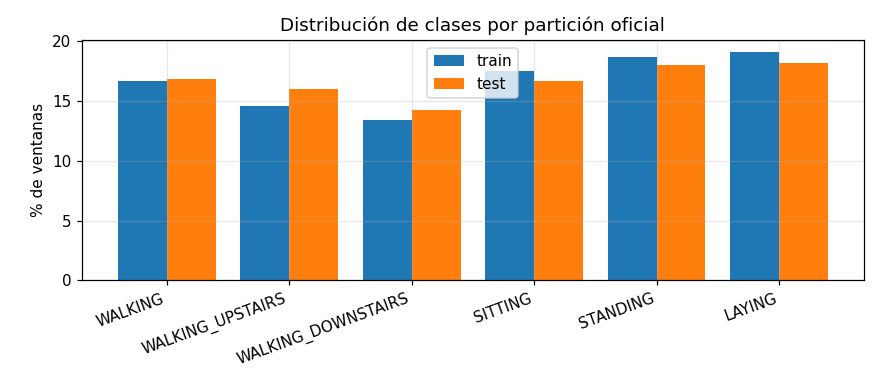 Distribución de clases por partición oficial
% de ventanas
20
15
10
5
0
train
test
WALKING
WALKING_UPSTAIRS
WALKING_DOWNSTAIRS
SITTING
STANDING
LAYING